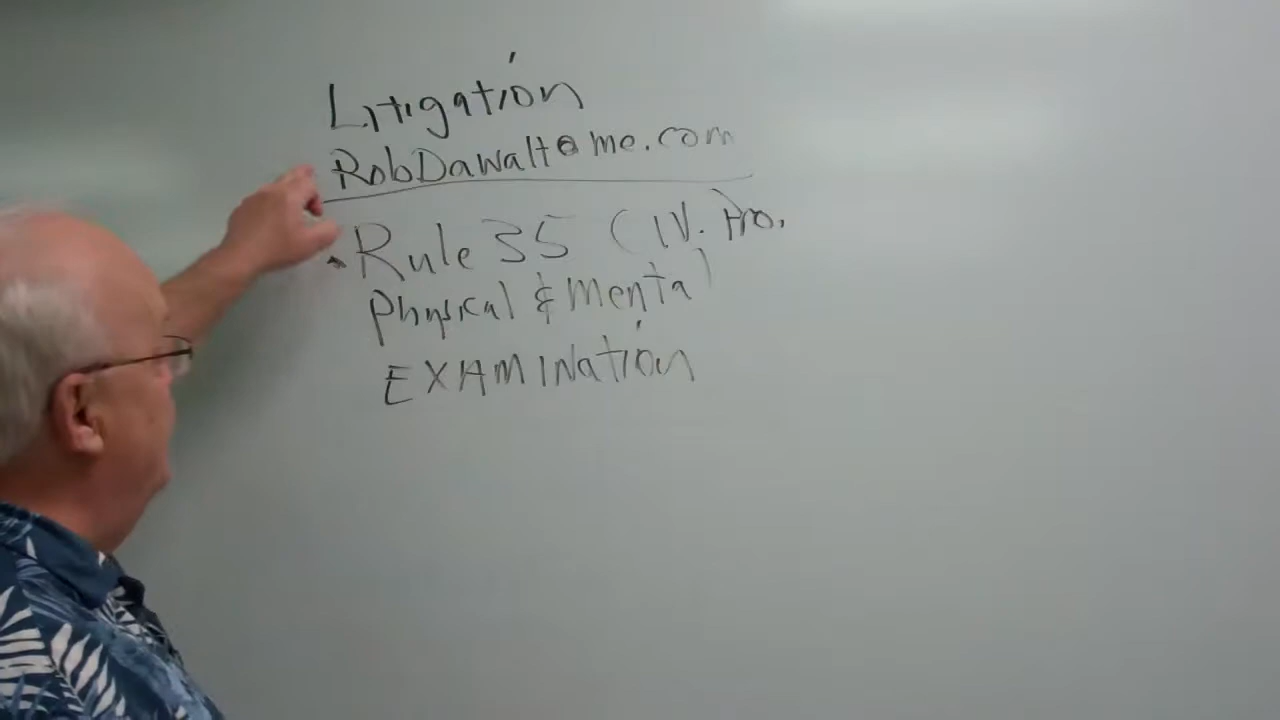 Litigation
RobDawalt@me.com
• Rule 35 Civ. Pro.
Physical & Mental
EXAMINATION